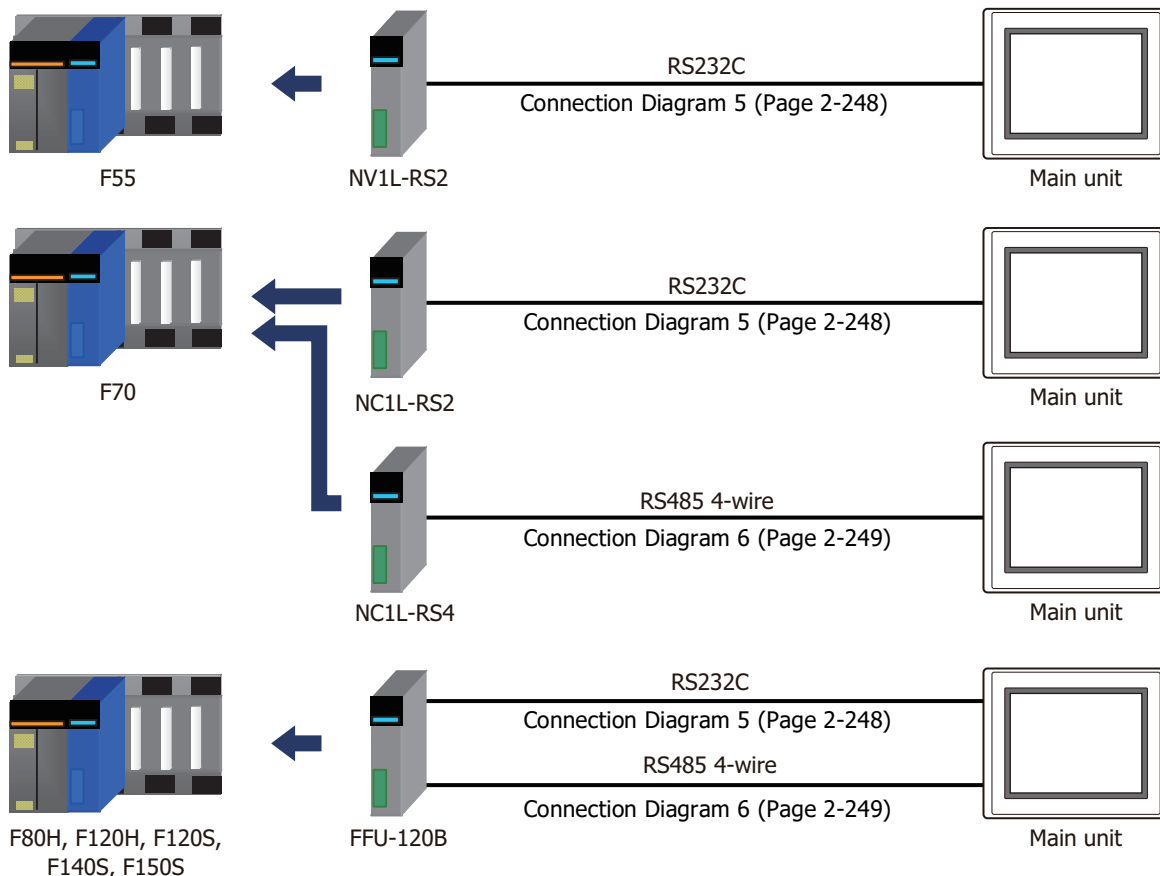 RS232C
Connection Diagram 5 (Page 2-248)
F55
NV1L-RS2
Main unit
RS232C
Connection Diagram 5 (Page 2-248)
F70
NC1L-RS2
Main unit
RS485 4-wire
Connection Diagram 6 (Page 2-249)
NC1L-RS4
Main unit
RS232C
Connection Diagram 5 (Page 2-248)
RS485 4-wire
Connection Diagram 6 (Page 2-249)
F80H, F120H, F120S,
F140S, F150S
FFU-120B
Main unit